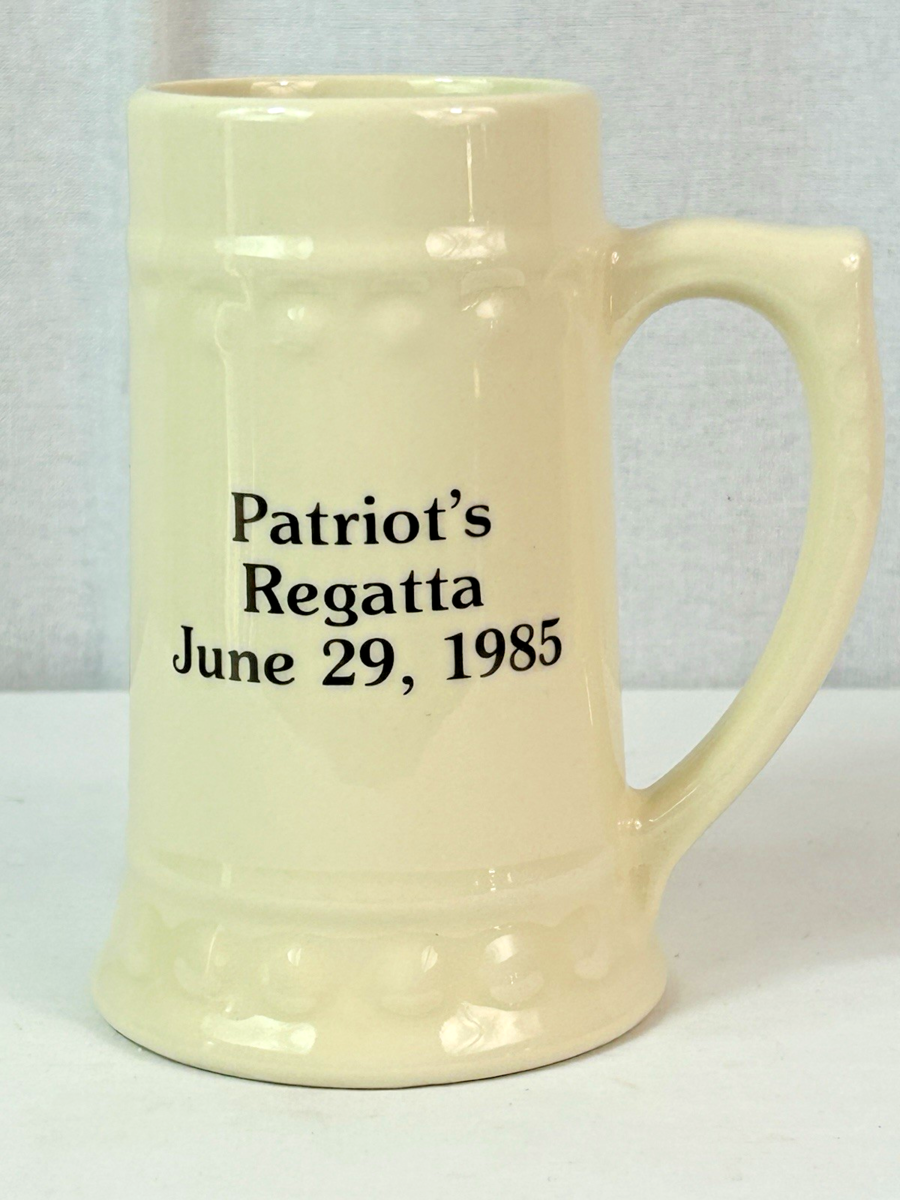 Patriot's
Regatta
June 29, 1985